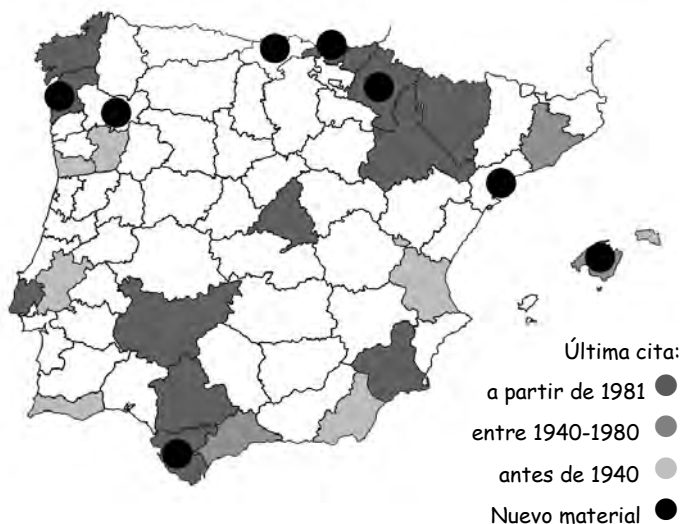 Última cita:
a partir de 1981
entre 1940-1980
antes de 1940
Nuevo material